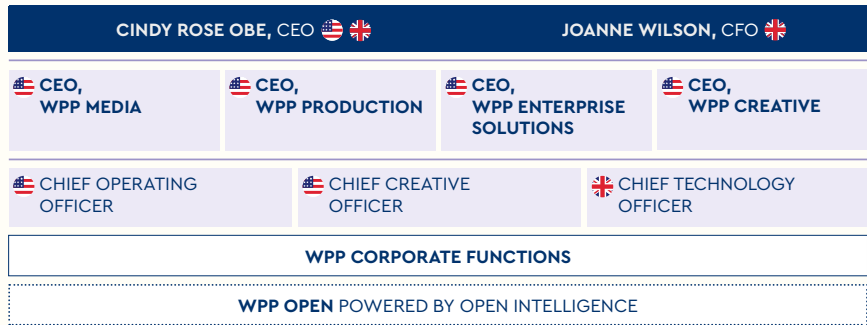 CINDY ROSE OBE, CEO
JOANNE WILSON, CFO
CEO,
WPP MEDIA
CEO,
WPP PRODUCTION
CEO,
WPP ENTERPRISE
SOLUTIONS
CEO,
WPP CREATIVE
CHIEF OPERATING
OFFICER
CHIEF CREATIVE
OFFICER
CHIEF TECHNOLOGY
OFFICER
WPP CORPORATE FUNCTIONS
WPP OPEN POWERED BY OPEN INTELLIGENCE